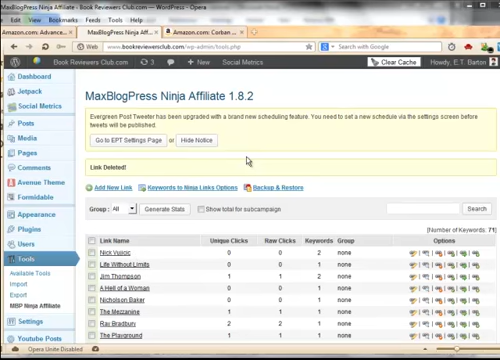 MaxBlogPress Ninja Affiliate ‹ Book Reviewers Club.com — WordPress - Opera
Edit View Bookmarks Feeds Tools Help
Amazon.com: Advance... MaxBlogPress Ninja Aff... Amazon.com: Corban ...
Web www.bookreviewersclub.com/wp-admin/tools.php Search with Google
Book Reviewers Club.com 3 + New Social Metrics Clear Cache Howdy, E.T. Barton
Dashboard
Jetpack
Social Metrics
Posts
Media
Pages
Comments
Avenue Theme
Formidable
Appearance
Plugins
Users
Tools
Available Tools
Import
Export
MBP Ninja Affiliate
Settings
Youtube Posts
MaxBlogPress Ninja Affiliate 1.8.2
Evergreen Post Tweeter has been upgraded with a brand new scheduling feature. You need to set a new schedule via the settings screen before
tweets will be published.
Go to EPT Settings Page or Hide Notice
Link Deleted!
Add New Link Keywords to Ninja Links Options Backup & Restore
Group : All Generate Stats Show total for subcampaign Search
[Number of Keywords: 71]
Link Name Unique Clicks Raw Clicks Keywords Group Options
Nick Vujicic 0 0 2 none
Life Without Limits 0 0 1 none
Jim Thompson 1 1 2 none
A Hell of a Woman 0 0 1 none
Nicholson Baker 0 0 1 none
The Mezzanine 1 1 1 none
Ray Bradbury 2 2 1 none
The Playground 1 1 1 none
Opera Unite Disabled